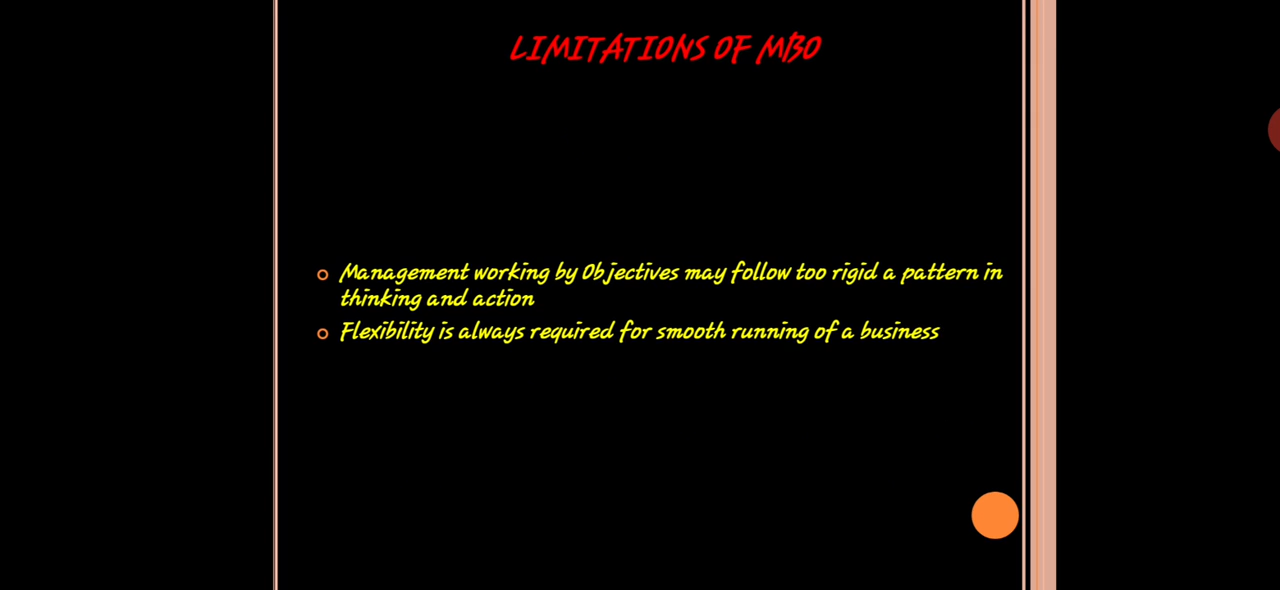 LIMITATIONS OF MBO
Management working by Objectives may follow too rigid a pattern in
thinking and action
Flexibility is always required for smooth running of a business